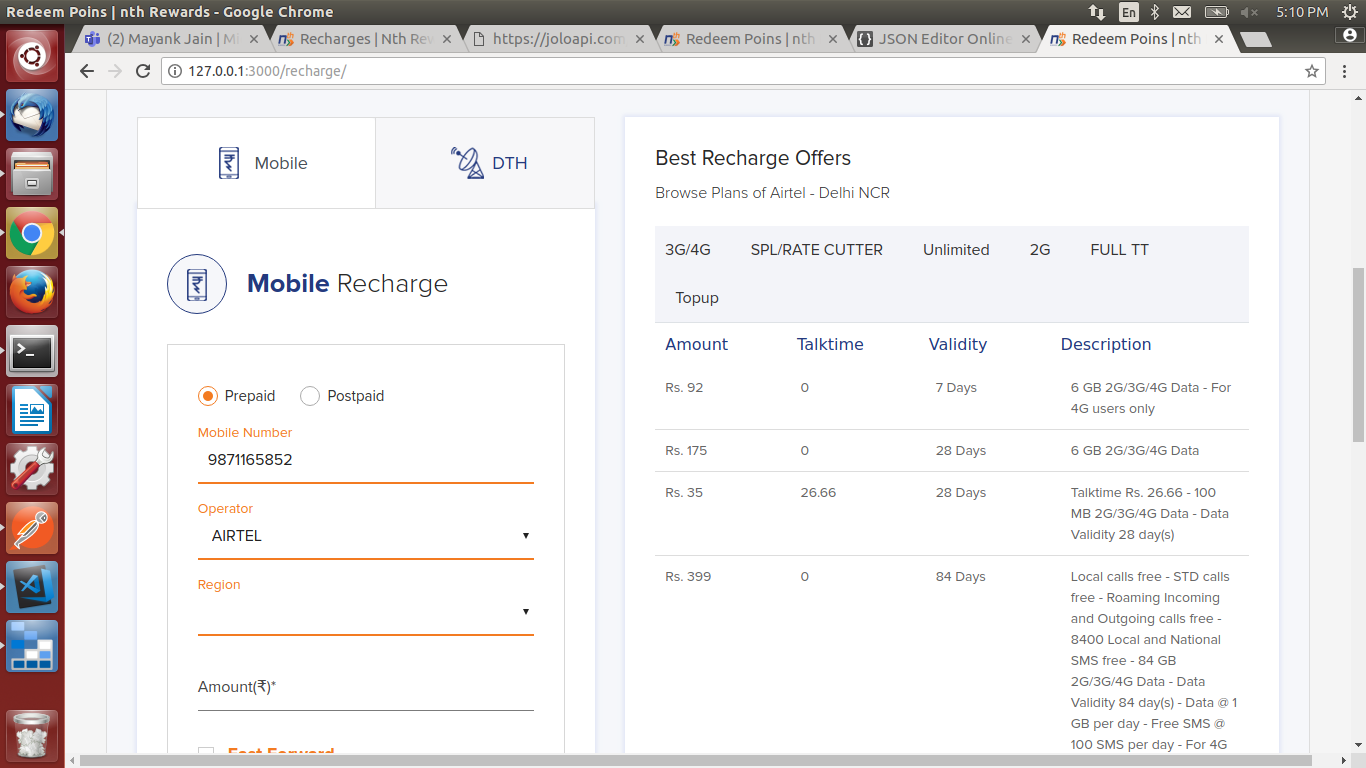 Redeem Poins | nth Rewards - Google Chrome
En
5:10 PM
(2) Mayank Jain | Mi
Recharges | Nth Rew
https://joloapi.com
Redeem Poins | nth
JSON Editor Online
Redeem Poins | nth
127.0.0.1:3000/recharge/
Mobile
DTH
Mobile Recharge
Prepaid
Postpaid
Mobile Number
9871165852
Operator
AIRTEL
Region
Amount(₹)*
Fast Forward
Best Recharge Offers
Browse Plans of Airtel - Delhi NCR
3G/4G SPL/RATE CUTTER Unlimited 2G FULL TT
Topup
Amount Talktime Validity Description
Rs. 92 0 7 Days 6 GB 2G/3G/4G Data - For
4G users only
Rs. 175 0 28 Days 6 GB 2G/3G/4G Data
Rs. 35 26.66 28 Days Talktime Rs. 26.66 - 100
MB 2G/3G/4G Data - Data
Validity 28 day(s)
Rs. 399 0 84 Days Local calls free - STD calls
free - Roaming Incoming
and Outgoing calls free -
8400 Local and National
SMS free - 84 GB
2G/3G/4G Data - Data
Validity 84 day(s) - Data @ 1
GB per day - Free SMS @
100 SMS per day - For 4G